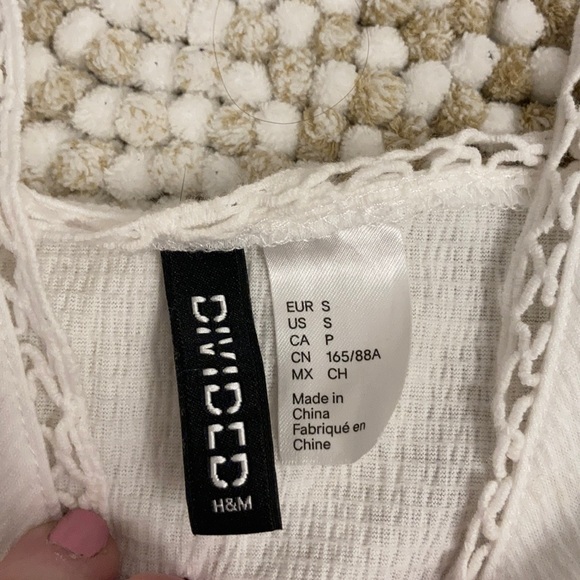 DIVIDED
H&M
EUR S
US S
CA P
CN 165/88A
MX CH
Made in
China
Fabriqué en
Chine